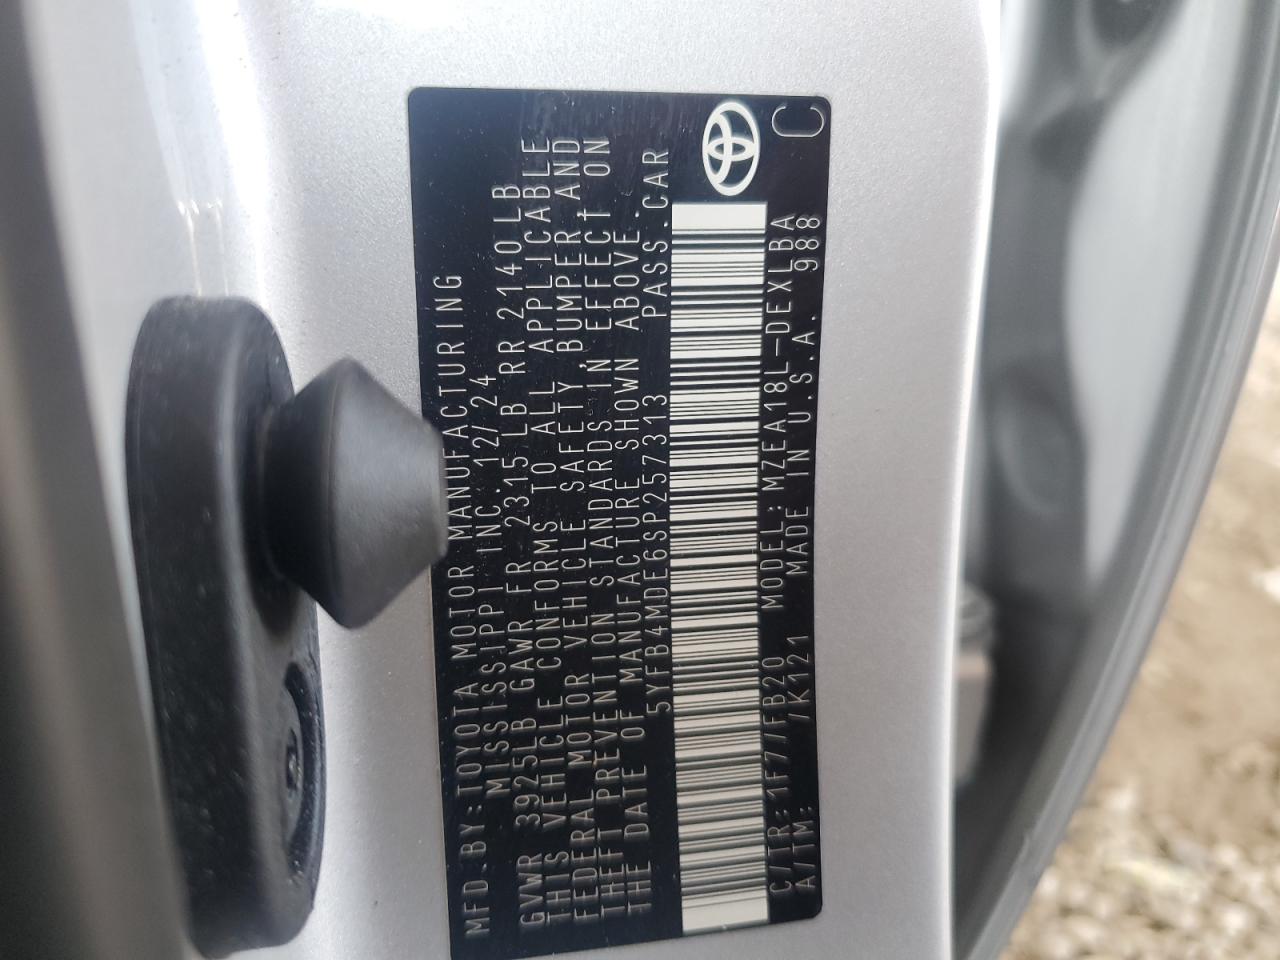 MFD.BY:TOYOTA MOTOR MANUFACTURING
MISSISSIPPI INC. 12/24
GVWR 3925LB GAWR FR 2315LB RR 2140LB
THIS VEHICLE CONFORMS TO ALL APPLICABLE
FEDERAL MOTOR VEHICLE SAFETY,BUMPER,AND
THEFT PREVENTION STANDARDS IN EFFECT ON
THE DATE OF MANUFACTURE SHOWN ABOVE.
5YFB4MDE6SP257313 PASS.CAR
C/TR:1F7/FB20 MODEL:MZEA18L-DEXLBA
A/TM: /K121 MADE IN U.S.A. 988
C